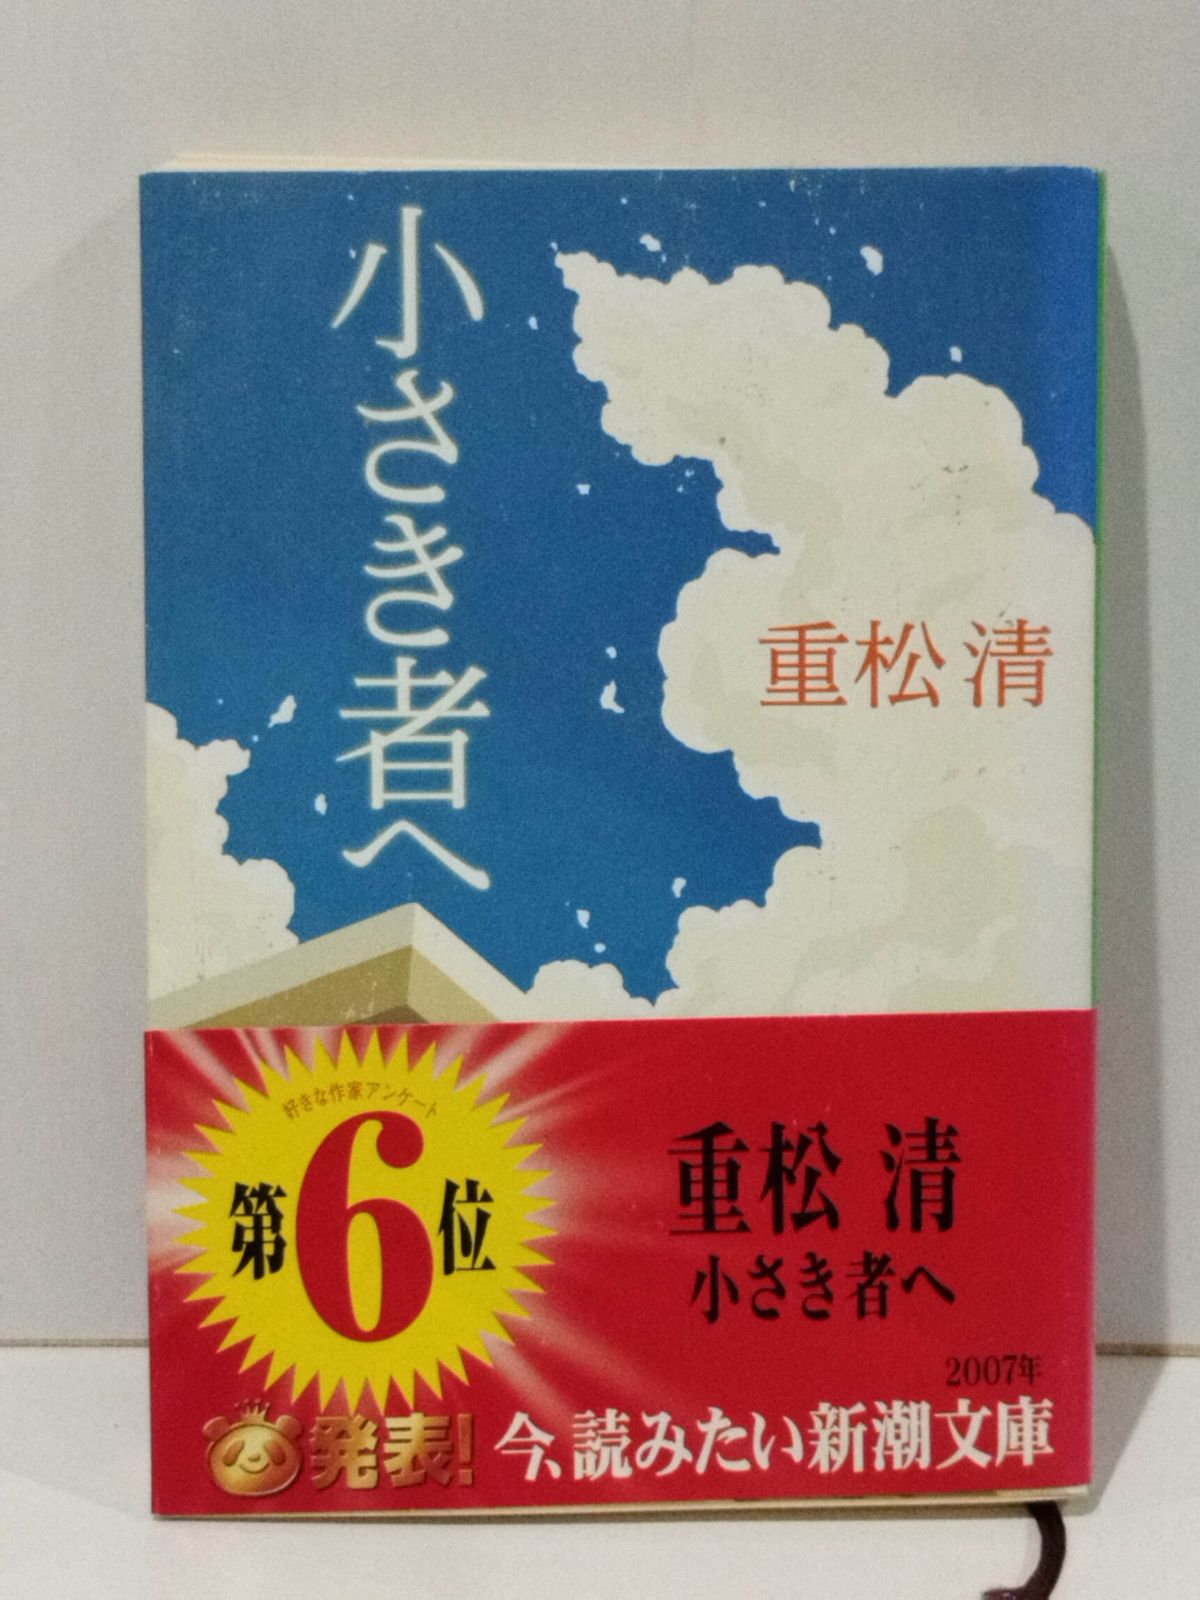 小さき者へ
重松 清
好きな作家アンケート
第6位
重松 清
小さき者へ
2007年
発表! 今、読みたい新潮文庫